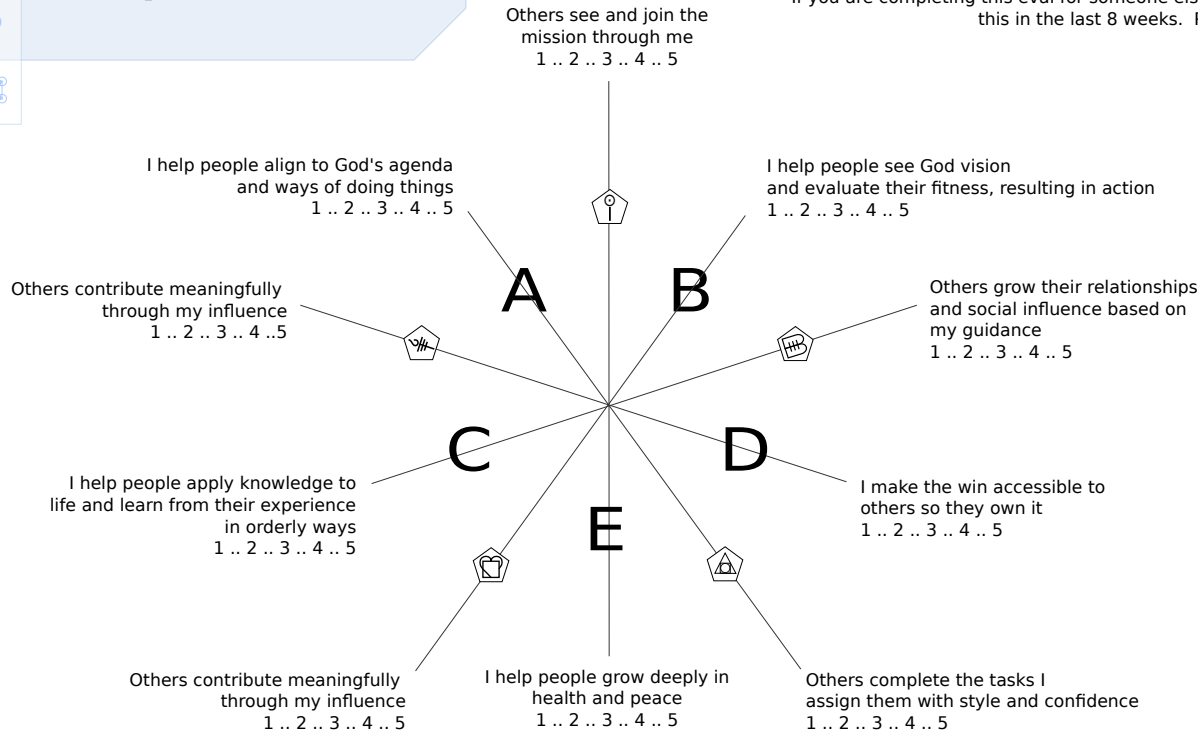 If you are completing this eval for someone
this in the last 8 weeks.
Others see and join the
mission through me
1 .. 2 .. 3 .. 4 .. 5
I help people align to God's agenda
and ways of doing things
1 .. 2 .. 3 .. 4 .. 5
I help people see God vision
and evaluate their fitness, resulting in action
1 .. 2 .. 3 .. 4 .. 5
A
B
Others contribute meaningfully
through my influence
1 .. 2 .. 3 .. 4 ..5
Others grow their relationships
and social influence based on
my guidance
1 .. 2 .. 3 .. 4 .. 5
C
D
I help people apply knowledge to
life and learn from their experience
in orderly ways
1 .. 2 .. 3 .. 4 .. 5
I make the win accessible to
others so they own it
1 .. 2 .. 3 .. 4 .. 5
E
Others contribute meaningfully
through my influence
1 .. 2 .. 3 .. 4 .. 5
I help people grow deeply in
health and peace
1 .. 2 .. 3 .. 4 .. 5
Others complete the tasks I
assign them with style and confidence
1 .. 2 .. 3 .. 4 .. 5